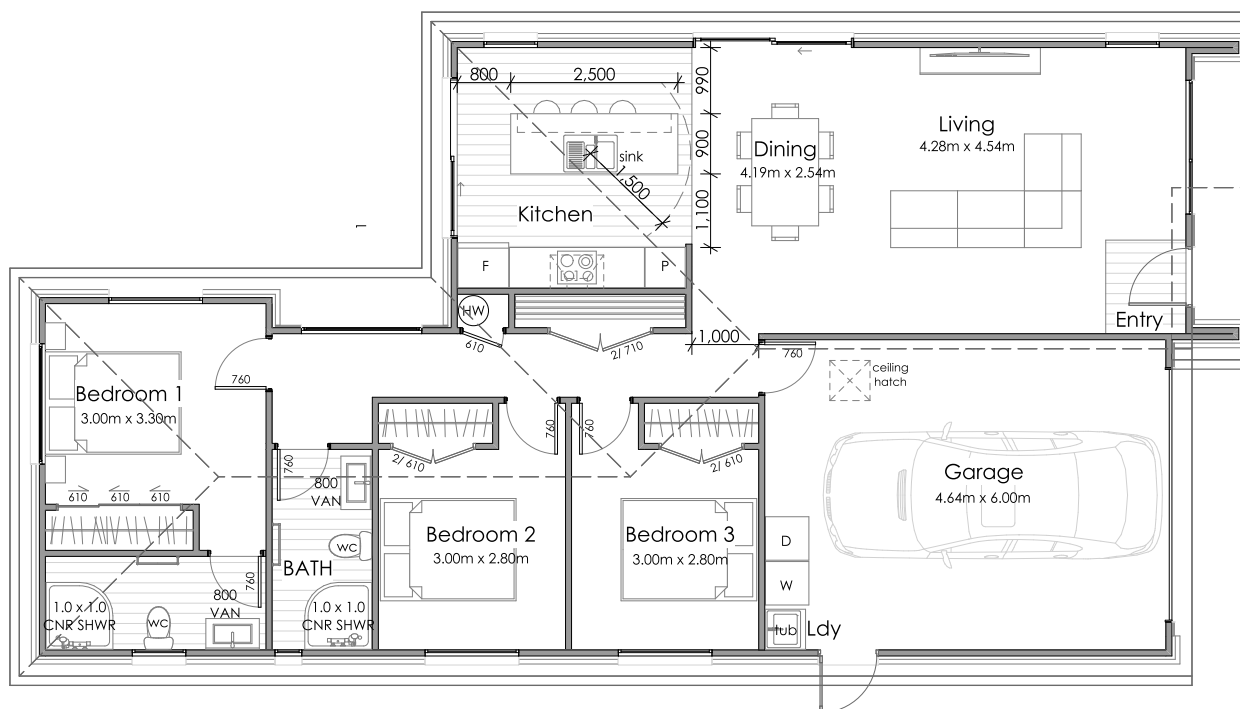 800
2,500
990
900
1,100
sink
1,500
Kitchen
F
P
Dining
4.19m x 2.54m
Living
4.28m x 4.54m
Entry
1
HW
610
2/ 710
1,000
760
ceiling
hatch
Bedroom 1
3.00m x 3.30m
760
610
610
610
760
800
VAN
2/ 610
760
760
2/ 610
Garage
4.64m x 6.00m
Bedroom 2
3.00m x 2.80m
Bedroom 3
3.00m x 2.80m
WC
BATH
D
W
760
800
VAN
1.0 x 1.0
CNR SHWR
WC
1.0 x 1.0
CNR SHWR
tub
Ldy